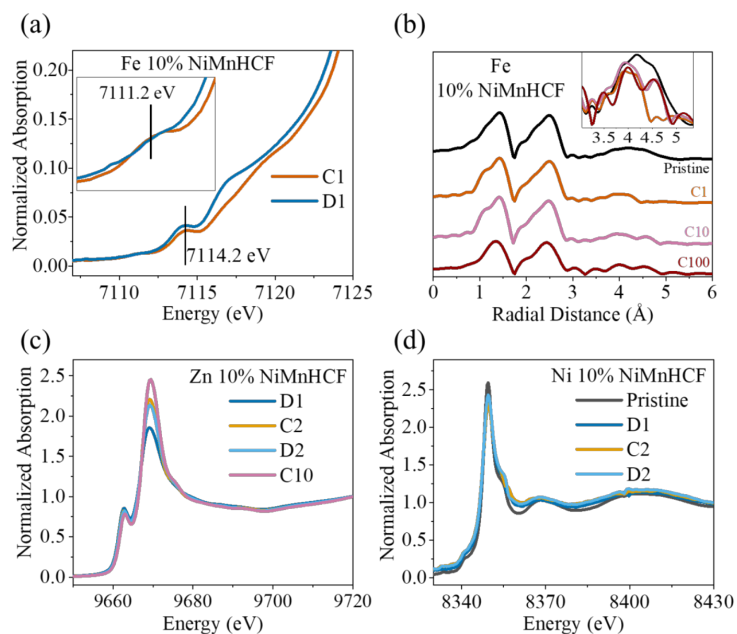 (a)
Fe 10% NiMnHCF
7111.2 eV
C1
D1
7114.2 eV
0.20
0.15
0.10
0.05
0.00
7110
7115
7120
7125
Energy (eV)
Normalized Absorption
(b)
Fe
10% NiMnHCF
3.5 4 4.5 5
Pristine
C1
C10
C100
0 1 2 3 4 5 6
Radial Distance (Å)
(c)
Zn 10% NiMnHCF
D1
C2
D2
C10
2.5
2.0
1.5
1.0
0.5
0.0
9660 9680 9700 9720
Energy (eV)
Normalized Absorption
(d)
Ni 10% NiMnHCF
Pristine
D1
C2
D2
2.5
2.0
1.5
1.0
0.5
0.0
8340 8370 8400 8430
Energy (eV)
Normalized Absorption